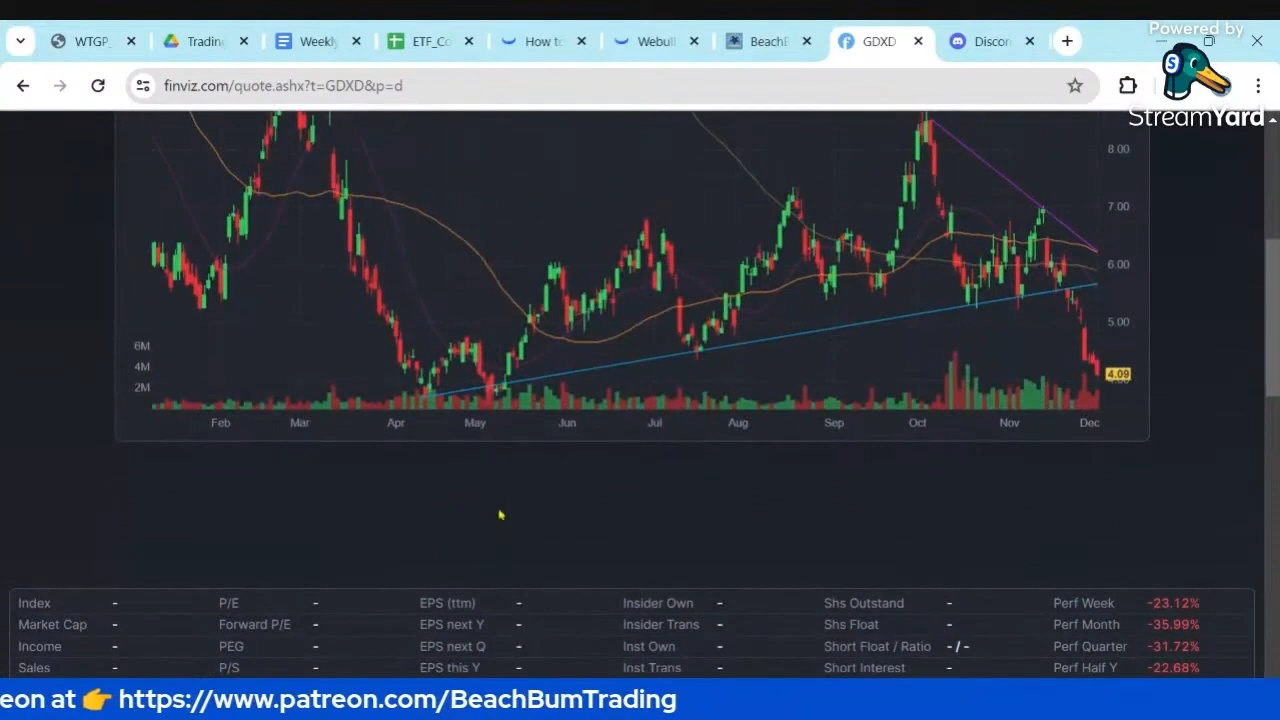 Powered by
WTGP_
Trading
Weekly
ETF_Co
How to
Webull
BeachB
GDXD
Discor
finviz.com/quote.ashx?t=GDXD&p=d
StreamYard
8.00
7.00
6.00
5.00
4.09
6M
4M
2M
Feb Mar Apr May Jun Jul Aug Sep Oct Nov Dec
Index - P/E - EPS (ttm) - Insider Own - Shs Outstand - Perf Week -23.12%
Market Cap - Forward P/E - EPS next Y - Insider Trans - Shs Float - Perf Month -35.99%
Income - PEG - EPS next Q - Inst Own - Short Float / Ratio - / - Perf Quarter -31.72%
Sales - P/S - EPS this Y - Inst Trans - Short Interest - Perf Half Y -22.68%
eon at 👉 https://www.patreon.com/BeachBumTrading